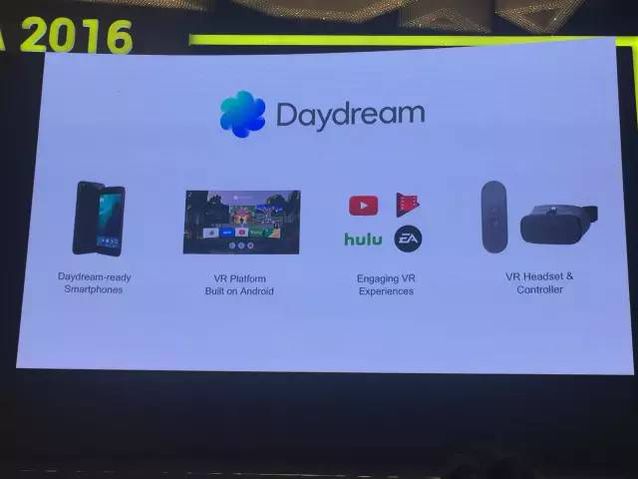 A 2016
Daydream
hulu
EA
Daydream-ready
Smartphones
VR Platform
Built on Android
Engaging VR
Experiences
VR Headset &
Controller